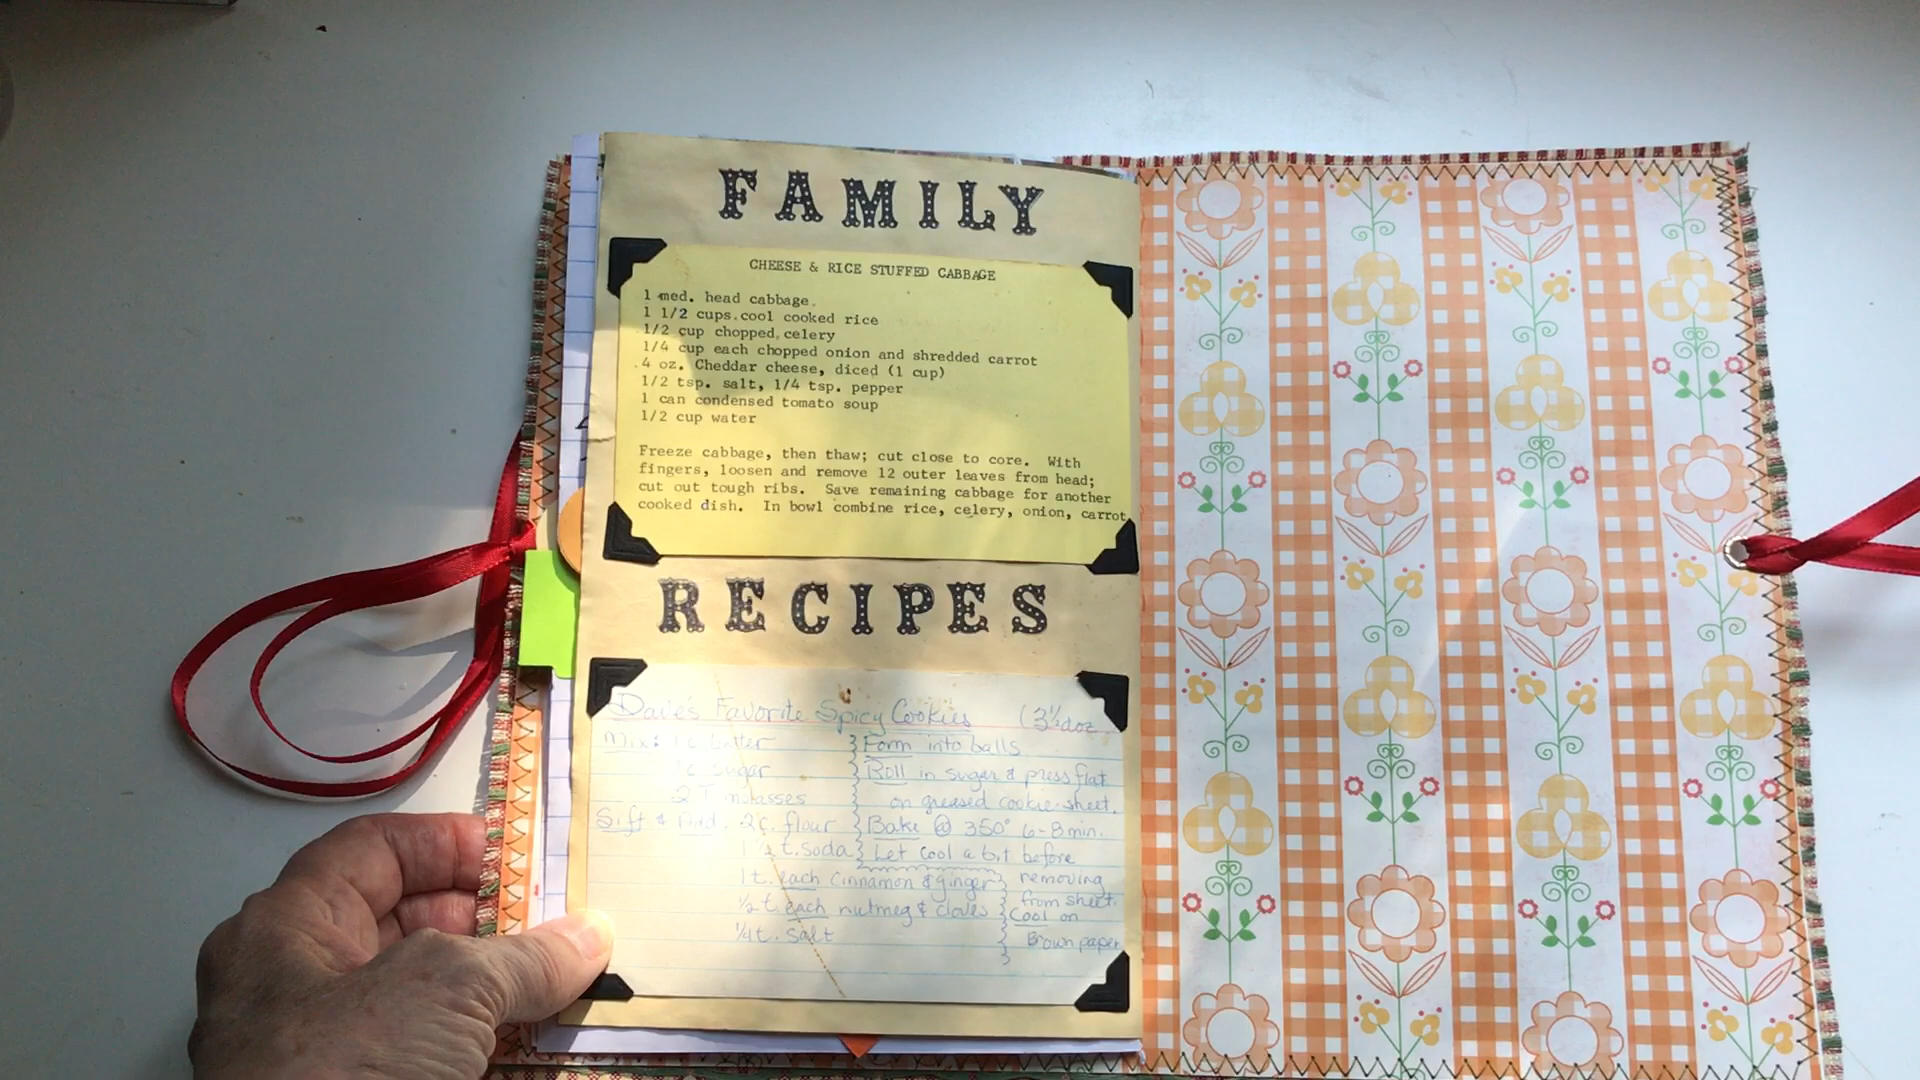 FAMILY
CHEESE & RICE STUFFED CABBAGE
1 med. head cabbage
1 1/2 cups cool cooked rice
1/2 cup chopped celery
1/4 cup each chopped onion and shredded carrot
4 oz. Cheddar cheese, diced (1 cup)
1/2 tsp. salt, 1/4 tsp. pepper
1 can condensed tomato soup
1/2 cup water
Freeze cabbage, then thaw; cut close to core. With
fingers, loosen and remove 12 outer leaves from head;
cut out tough ribs. Save remaining cabbage for another
cooked dish. In bowl combine rice, celery, onion, carrot
RECIPES
Dave's Favorite Spicy Cookies (3½ doz
Mix: 1 c butter
1c sugar
2 T molasses
Sift & Add 2 c. flour
1 ½ t. soda
1 t. each cinnamon & ginger
½ t. each nutmeg & cloves
¼ t. salt
Form into balls
Roll in sugar & press flat
on greased cookie sheet.
Bake @ 350° 6-8 min.
Let cool a bit before
removing
from sheet.
Cool on
Brown paper